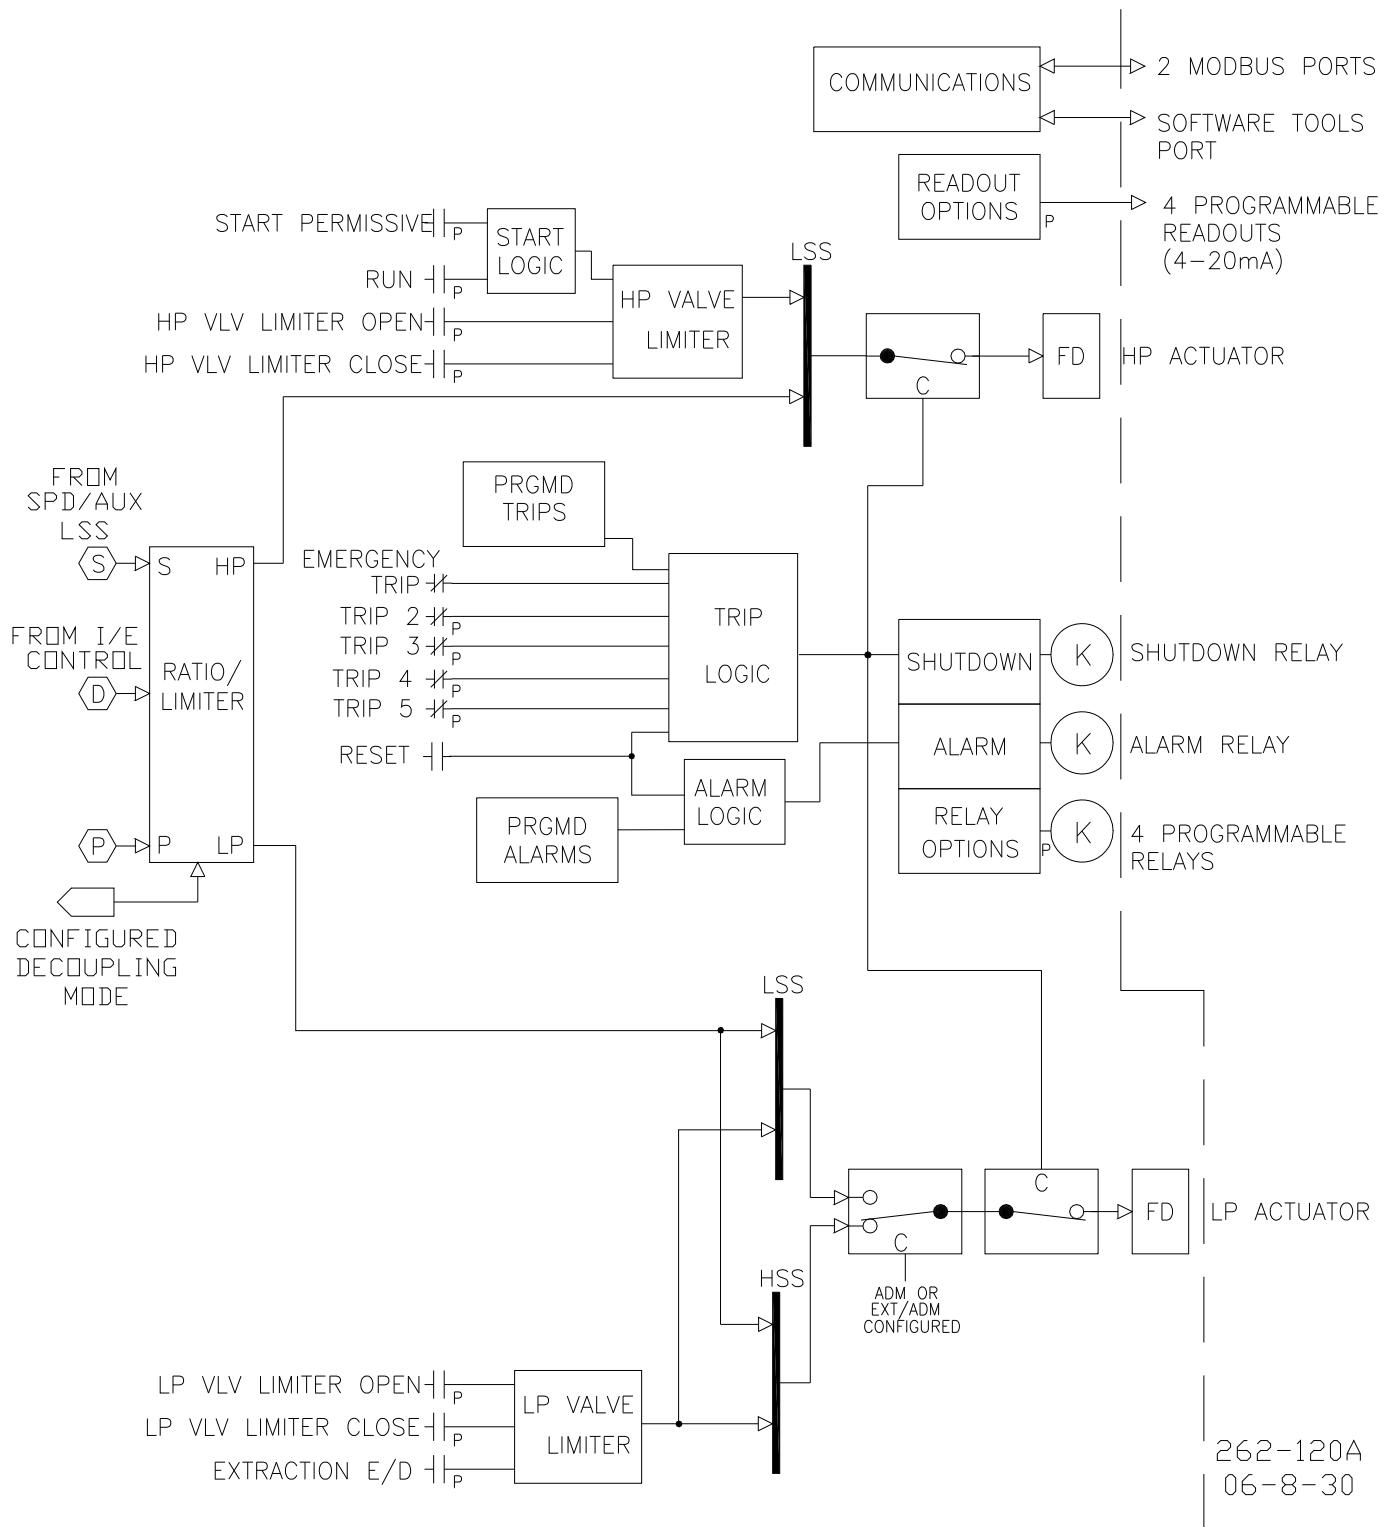 COMMUNICATIONS
2 MODBUS PORTS
SOFTWARE TOOLS
PORT
READOUT
OPTIONS
P
4 PROGRAMMABLE
READOUTS
(4-20mA)
START PERMISSIVE
P
START
LOGIC
RUN
P
HP VLV LIMITER OPEN
P
HP VLV LIMITER CLOSE
P
HP VALVE
LIMITER
LSS
C
FD
HP ACTUATOR
FROM
SPD/AUX
LSS
S
S
HP
FROM I/E
CONTROL
D
RATIO/
LIMITER
P
P
LP
CONFIGURED
DECOUPLING
MODE
PRGMD
TRIPS
EMERGENCY
TRIP
TRIP 2
P
TRIP 3
P
TRIP 4
P
TRIP 5
P
RESET
TRIP
LOGIC
ALARM
LOGIC
PRGMD
ALARMS
SHUTDOWN
K
SHUTDOWN RELAY
ALARM
K
ALARM RELAY
RELAY
OPTIONS
P
K
4 PROGRAMMABLE
RELAYS
LSS
HSS
C
ADM OR
EXT/ADM
CONFIGURED
C
FD
LP ACTUATOR
LP VLV LIMITER OPEN
P
LP VLV LIMITER CLOSE
P
EXTRACTION E/D
P
LP VALVE
LIMITER
262-120A
06-8-30